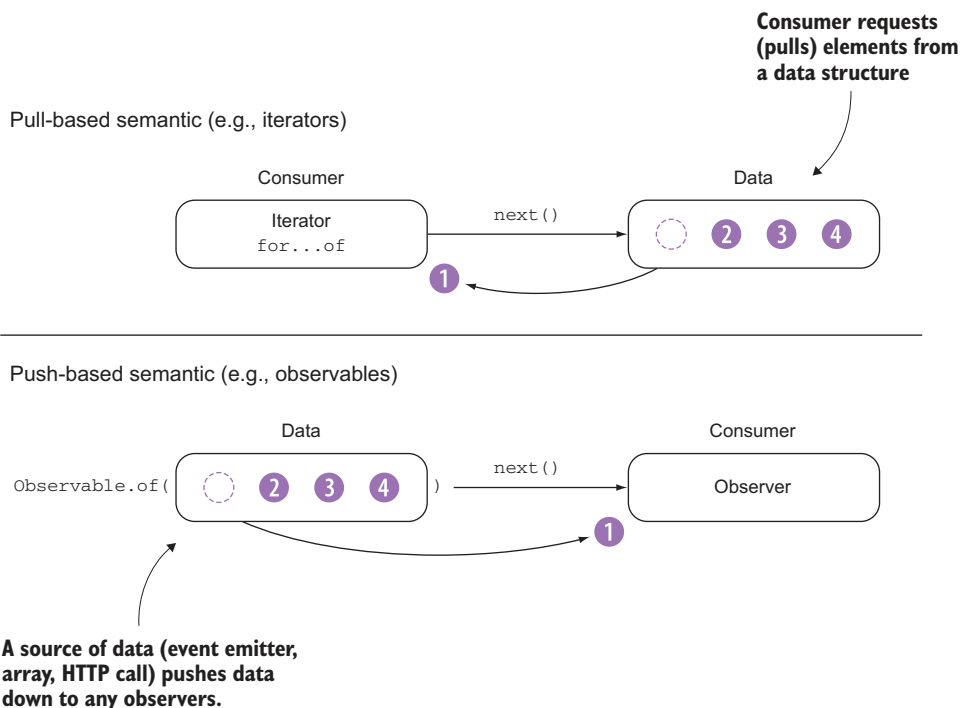 Consumer requests
(pulls) elements from
a data structure
Pull-based semantic (e.g., iterators)
Consumer
Data
Iterator
for...of
next()
2 3 4
1
Push-based semantic (e.g., observables)
Data
Consumer
Observable.of(
2 3 4
)
next()
Observer
1
A source of data (event emitter,
array, HTTP call) pushes data
down to any observers.